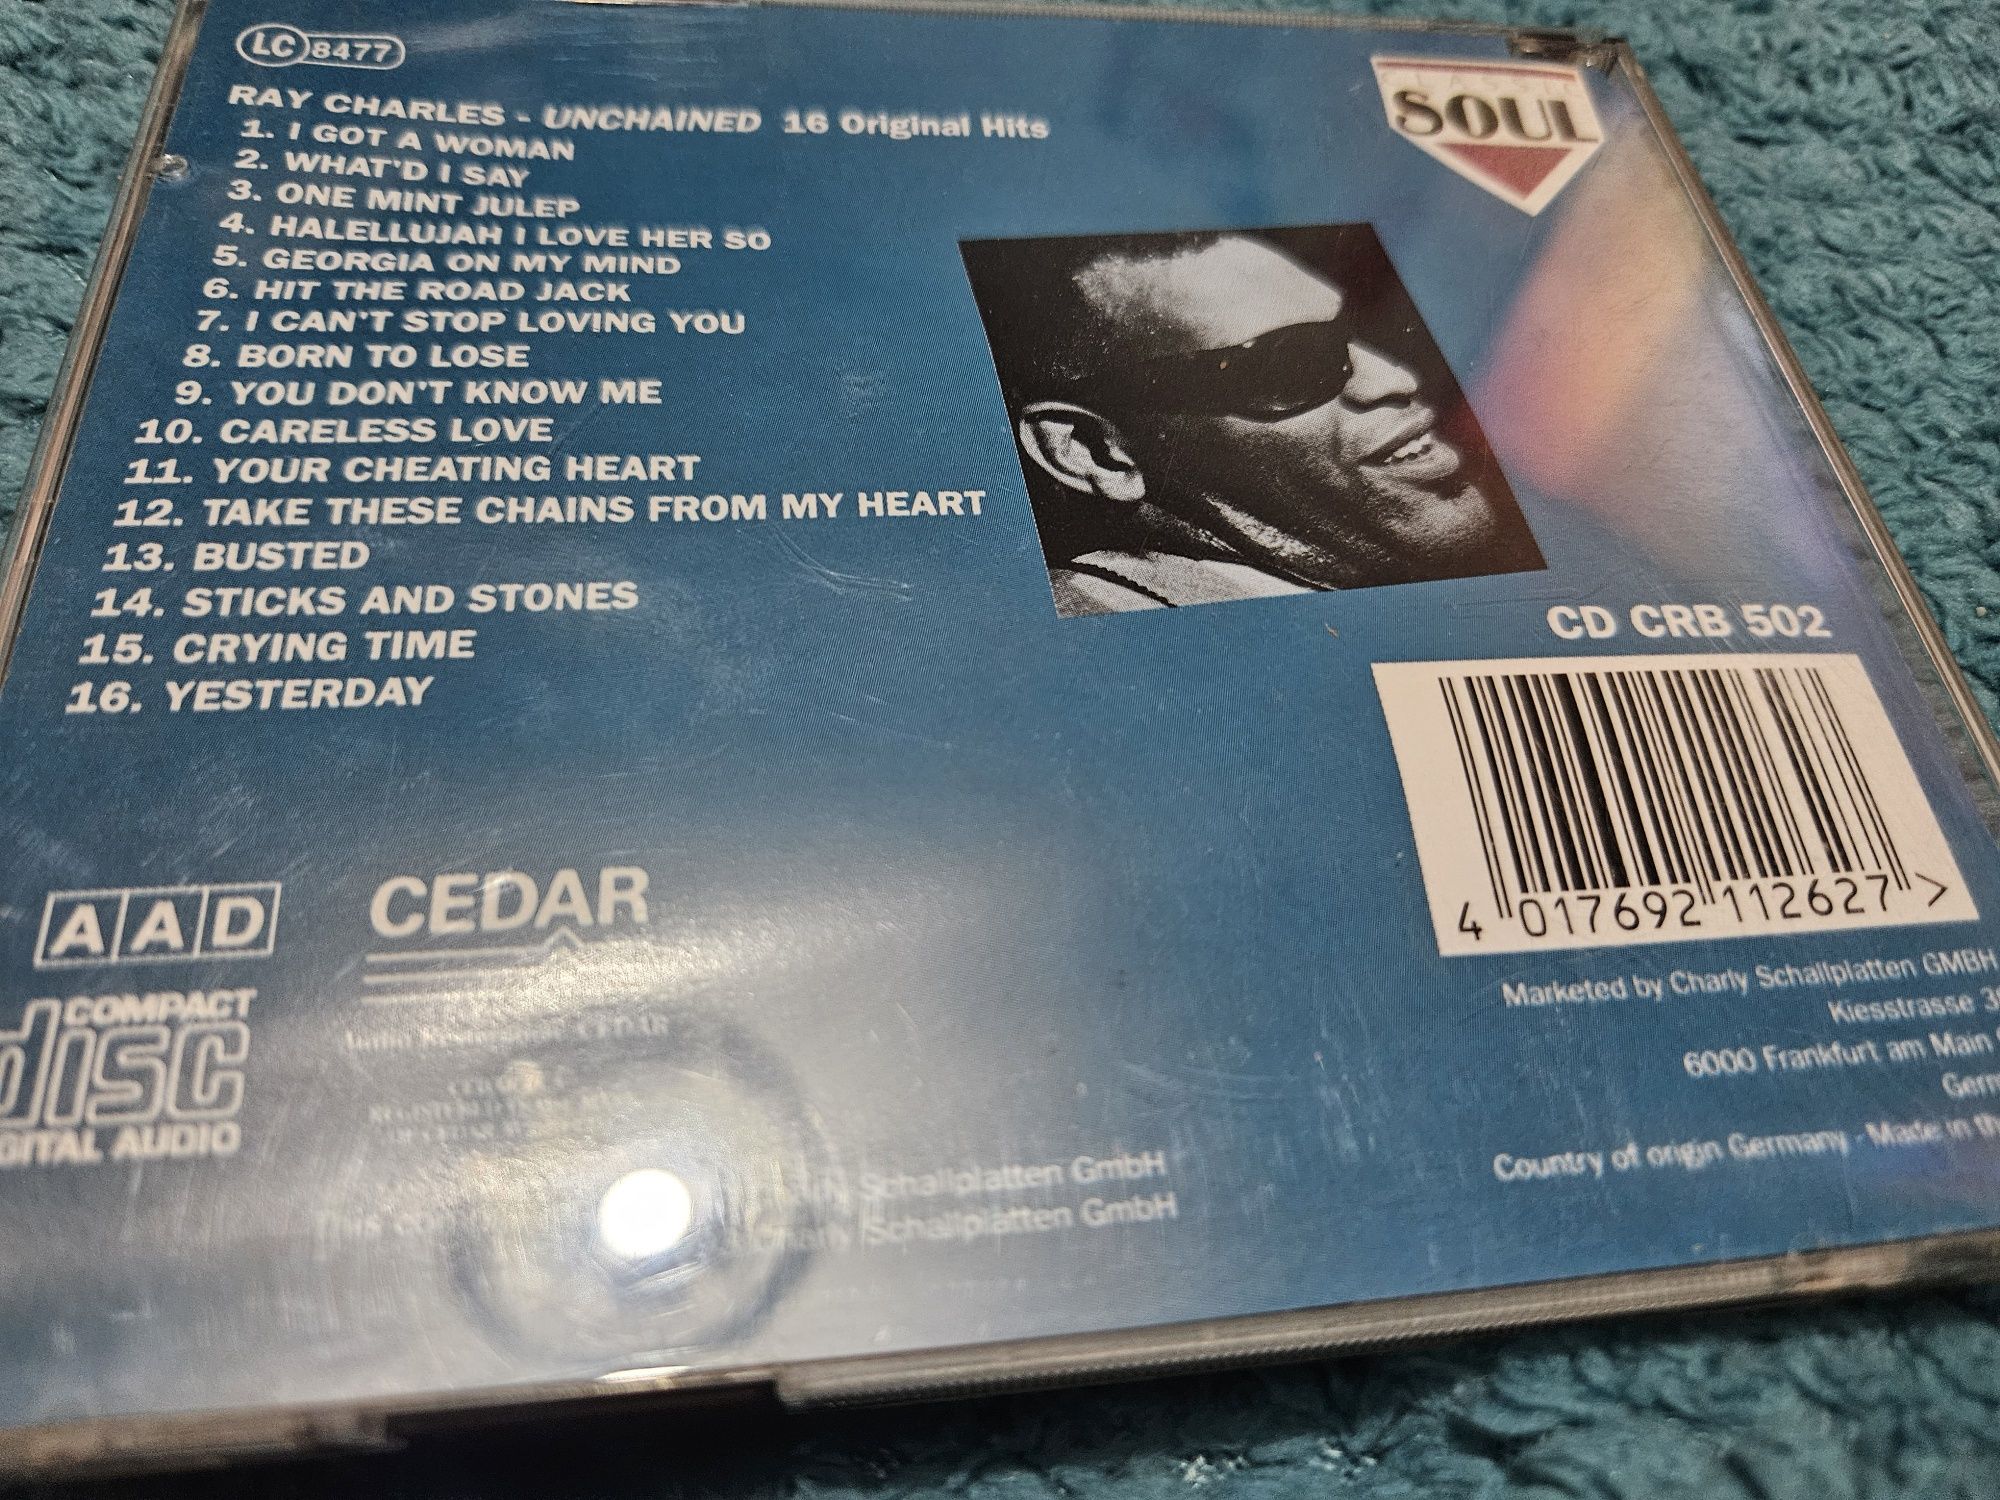 LC 8477
RAY CHARLES - UNCHAINED 16 Original Hits
1. I GOT A WOMAN
2. WHAT'D I SAY
3. ONE MINT JULEP
4. HALELLUJAH I LOVE HER SO
5. GEORGIA ON MY MIND
6. HIT THE ROAD JACK
7. I CAN'T STOP LOVING YOU
8. BORN TO LOSE
9. YOU DON'T KNOW ME
10. CARELESS LOVE
11. YOUR CHEATING HEART
12. TAKE THESE CHAINS FROM MY HEART
13. BUSTED
14. STICKS AND STONES
15. CRYING TIME
16. YESTERDAY
CLASSIC
SOUL
CD CRB 502
4 017692 112627 >
Marketed by Charly Schallplatten GMBH
Kiesstrasse
6000 Frankfurt am Main
Country of origin Germany - Made in
AAD
CEDAR
CEDAR
COMPACT
disc
DIGITAL AUDIO
Schallplatten GmbH
This Charly Schallplatten GmbH